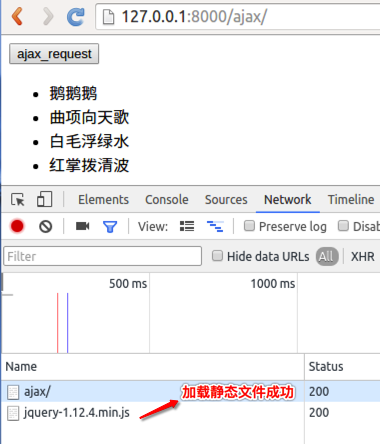 127.0.0.1:8000/ajax/
ajax_request
鹅鹅鹅
曲项向天歌
白毛浮绿水
红掌拨清波
Elements Console Sources Network Timeline
View: Preserve log Disab
Filter Hide data URLs All XHR
500 ms 1000 ms
Name Status
ajax/ 加载静态文件成功 200
jquery-1.12.4.min.js 200